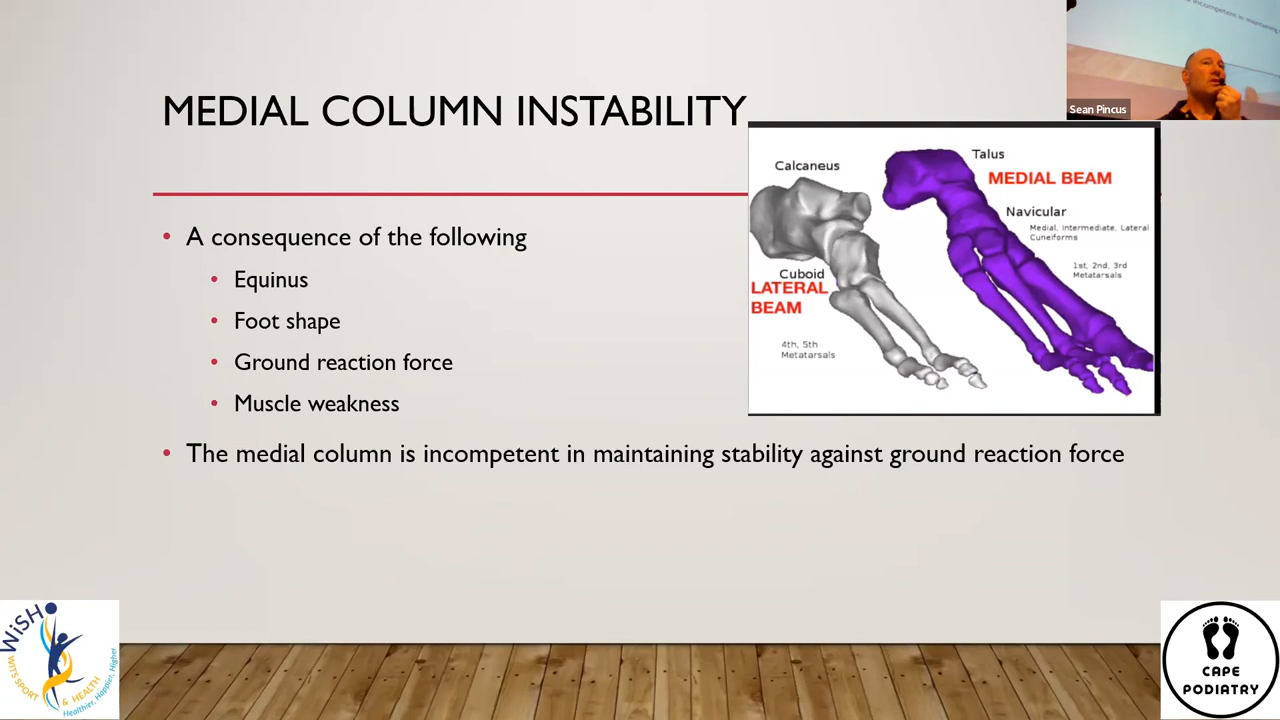 incompetent in maintaining
Sean Pincus
MEDIAL COLUMN INSTABILITY
• A consequence of the following
• Equinus
• Foot shape
• Ground reaction force
• Muscle weakness
• The medial column is incompetent in maintaining stability against ground reaction force
Calcaneus
Talus
MEDIAL BEAM
Navicular
Medial, Intermediate, Lateral
Cuneiforms
1st, 2nd, 3rd
Metatarsals
Cuboid
LATERAL
BEAM
4th, 5th
Metatarsals
WiSH
WITS SPORT & HEALTH
Healthier, Happier, Higher
CAPE
PODIATRY